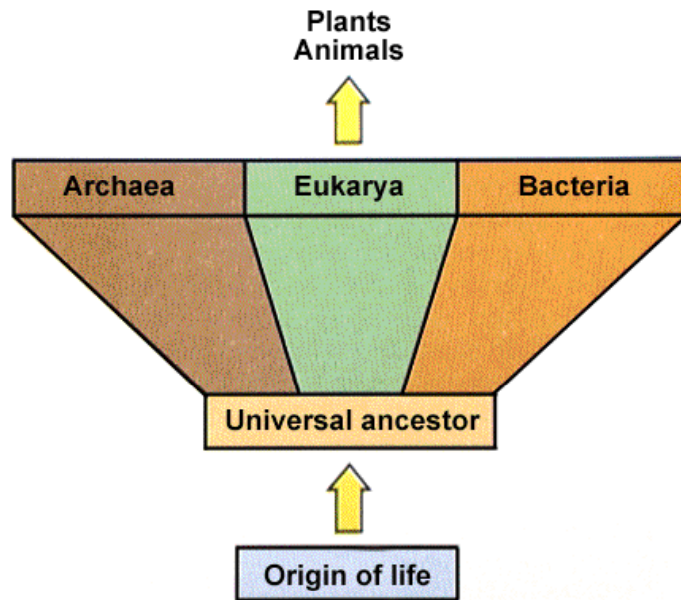 Plants
Animals
Archaea Eukarya Bacteria
Universal ancestor
Origin of life